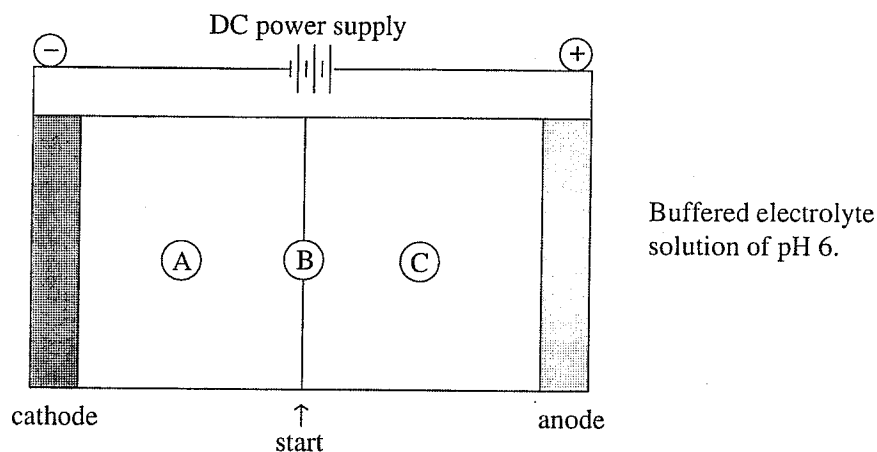 DC power supply
− +
A B C
Buffered electrolyte
solution of pH 6.
cathode ↑ anode
start